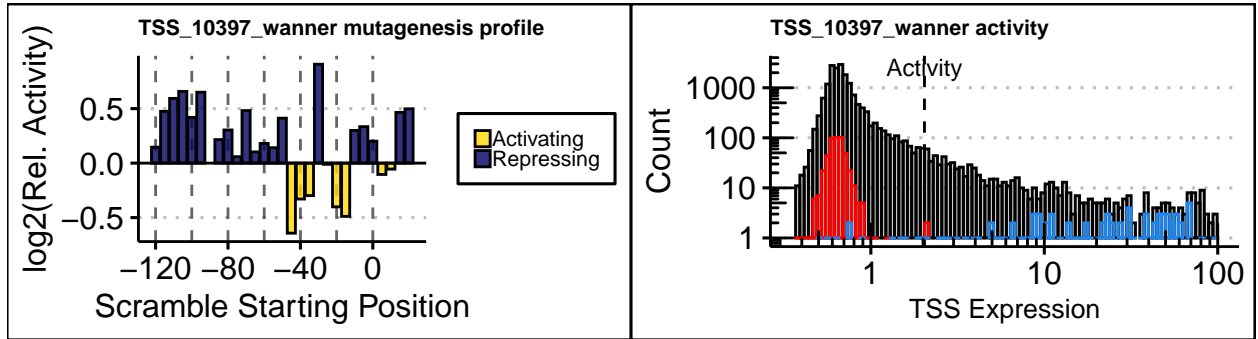 TSS_10397_wanner mutagenesis profile
log2(Rel. Activity)
0.5
0.0
−0.5
−120
−80
−40
0
Scramble Starting Position
Activating
Repressing
TSS_10397_wanner activity
Activity
Count
1000
100
10
1
1
10
100
TSS Expression